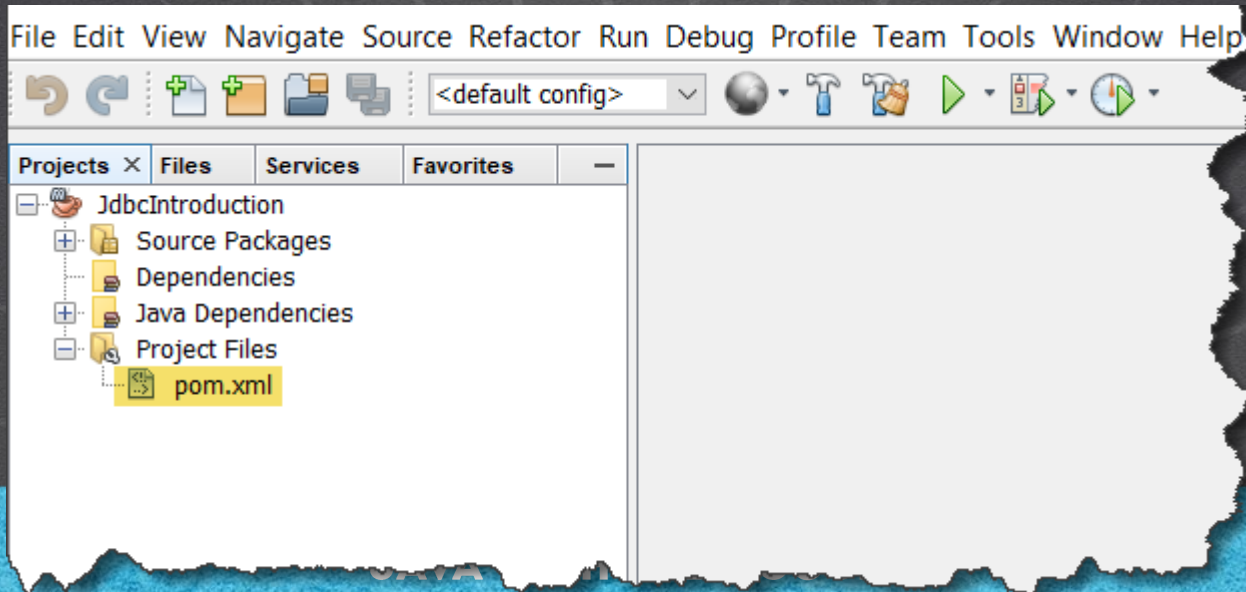 File Edit View Navigate Source Refactor Run Debug Profile Team Tools Window Help
<default config>
Projects Files Services Favorites
JdbcIntroduction
Source Packages
Dependencies
Java Dependencies
Project Files
pom.xml